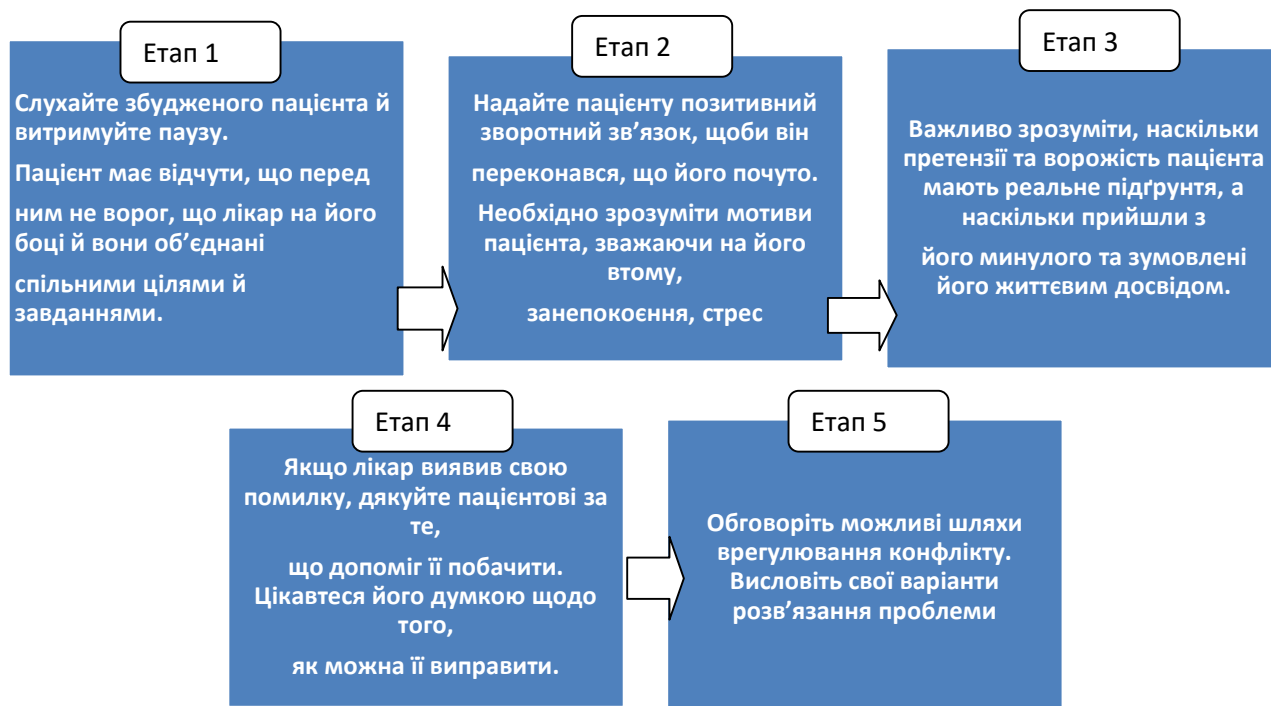 Етап 1
Слухайте збудженого пацієнта й
витримуйте паузу.
Пацієнт має відчути, що перед
ним не ворог, що лікар на його
боці й вони об’єднані
спільними цілями й
завданнями.
Етап 2
Надайте пацієнту позитивний
зворотний зв’язок, щоби він
переконався, що його почуто.
Необхідно зрозуміти мотиви
пацієнта, зважаючи на його
втому,
занепокоєння, стрес
Етап 3
Важливо зрозуміти, наскільки
претензії та ворожість пацієнта
мають реальне підґрунтя, а
наскільки прийшли з
його минулого та зумовлені
його життєвим досвідом.
Етап 4
Якщо лікар виявив свою
помилку, дякуйте пацієнтові за
те,
що допоміг її побачити.
Цікавтеся його думкою щодо
того,
як можна її виправити.
Етап 5
Обговоріть можливі шляхи
врегулювання конфлікту.
Висловіть свої варіанти
розв’язання проблеми